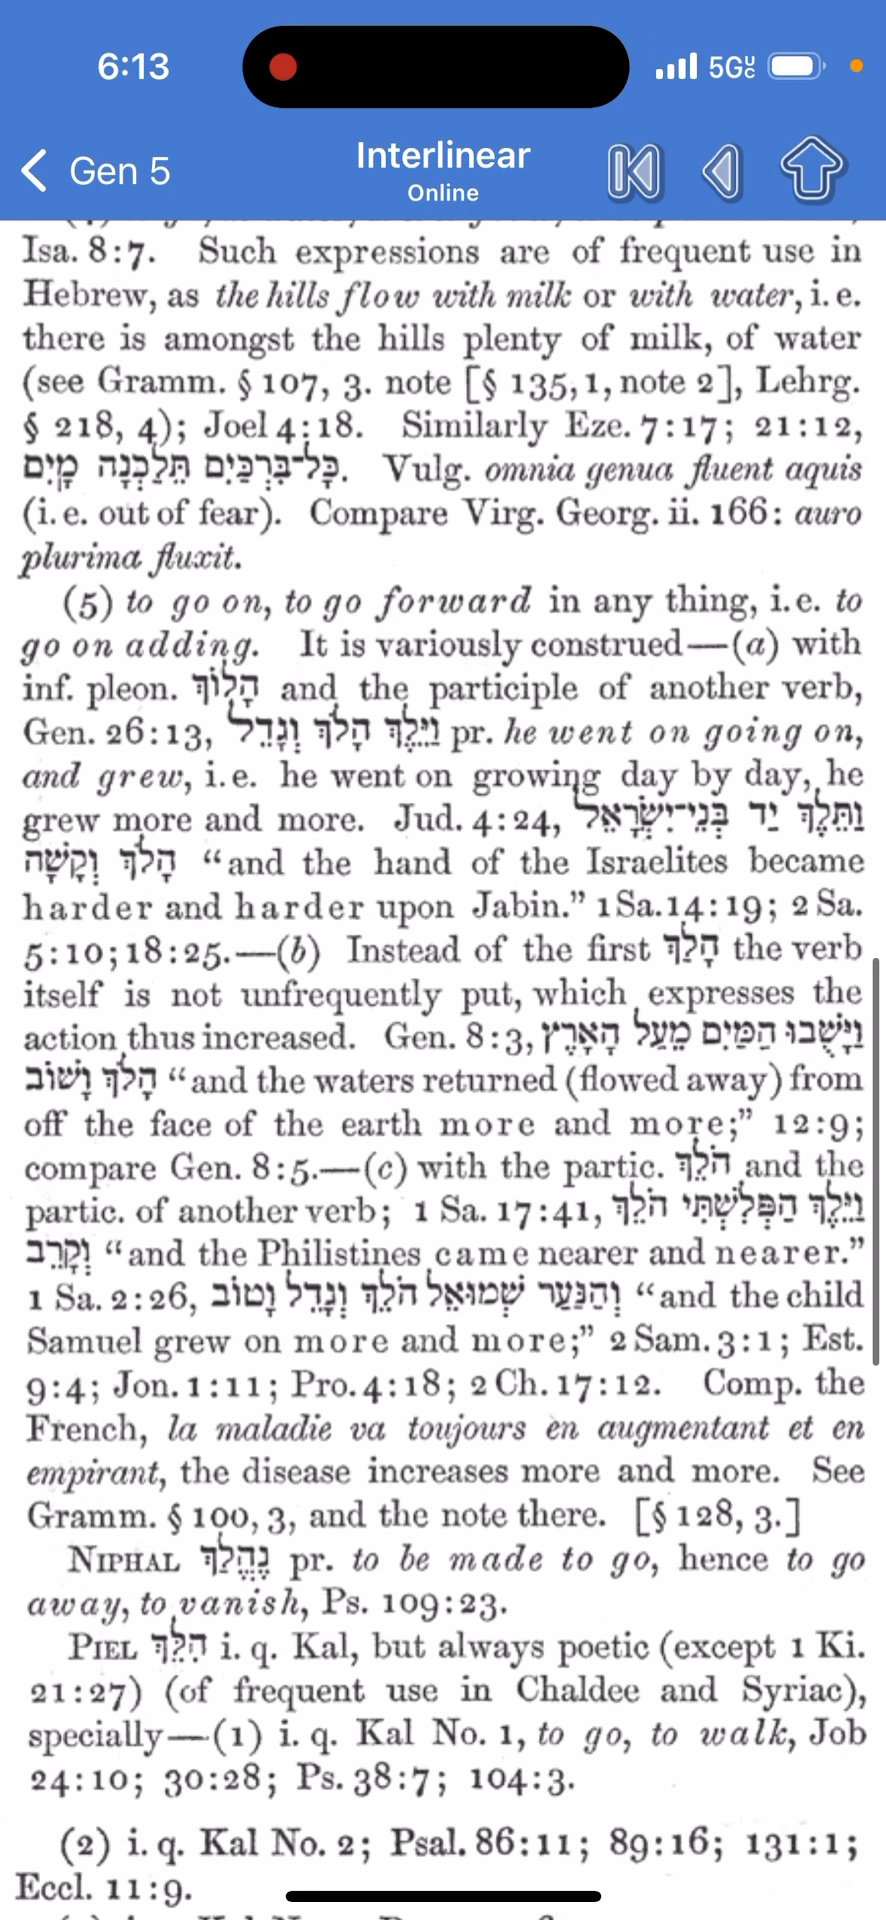 6:13
5GUC
Gen 5
Interlinear
Online
Isa. 8:7. Such expressions are of frequent use in
Hebrew, as the hills flow with milk or with water, i. e.
there is amongst the hills plenty of milk, of water
(see Gramm. § 107, 3. note [§ 135, 1, note 2], Lehrg.
§ 218, 4); Joel 4:18. Similarly Eze. 7:17; 21:12,
כָּל־בִּרְכַּיִם תֵּלַכְנָה מָּיִם. Vulg. omnia genua fluent aquis
(i. e. out of fear). Compare Virg. Georg. ii. 166: auro
plurima fluxit.
(5) to go on, to go forward in any thing, i. e. to
go on adding. It is variously construed—(a) with
inf. pleon. הָלוֹךְ and the participle of another verb,
Gen. 26:13, וַיֵּלֶךְ הָלֹךְ וְגָדֵל pr. he went on going on,
and grew, i. e. he went on growing day by day, he
grew more and more. Jud. 4:24, וַתֵּלֶךְ יַד בְּנֵי־יִשְׂרָאֵל
הָלֹךְ וְקָשָׁה “and the hand of the Israelites became
harder and harder upon Jabin.” 1 Sa. 14:19; 2 Sa.
5:10; 18:25.—(b) Instead of the first הָלַךְ the verb
itself is not unfrequently put, which expresses the
action thus increased. Gen. 8:3, וַיָּשֻׁבוּ הַמַּיִם מֵעַל הָאָרֶץ
הָלֹךְ וָשׁוֹב “and the waters returned (flowed away) from
off the face of the earth more and more;” 12:9;
compare Gen. 8:5.—(c) with the partic. הֹלֵךְ and the
partic. of another verb; 1 Sa. 17:41, וַיֵּלֶךְ הַפְּלִשְׁתִּי הֹלֵךְ
וְקָרֵב “and the Philistines came nearer and nearer.”
1 Sa. 2:26, וְהַנַּעַר שְׁמוּאֵל הֹלֵךְ וְגָדֵל וָטוֹב “and the child
Samuel grew on more and more;” 2 Sam. 3:1; Est.
9:4; Jon. 1:11; Pro. 4:18; 2 Ch. 17:12. Comp. the
French, la maladie va toujours en augmentant et en
empirant, the disease increases more and more. See
Gramm. § 100, 3, and the note there. [§ 128, 3.]
NIPHAL נֶהֱלַךְ pr. to be made to go, hence to go
away, to vanish, Ps. 109:23.
PIEL הִלֵּךְ i. q. Kal, but always poetic (except 1 Ki.
21:27) (of frequent use in Chaldee and Syriac),
specially—(1) i. q. Kal No. 1, to go, to walk, Job
24:10; 30:28; Ps. 38:7; 104:3.
(2) i. q. Kal No. 2; Psal. 86:11; 89:16; 131:1;
Eccl. 11:9.